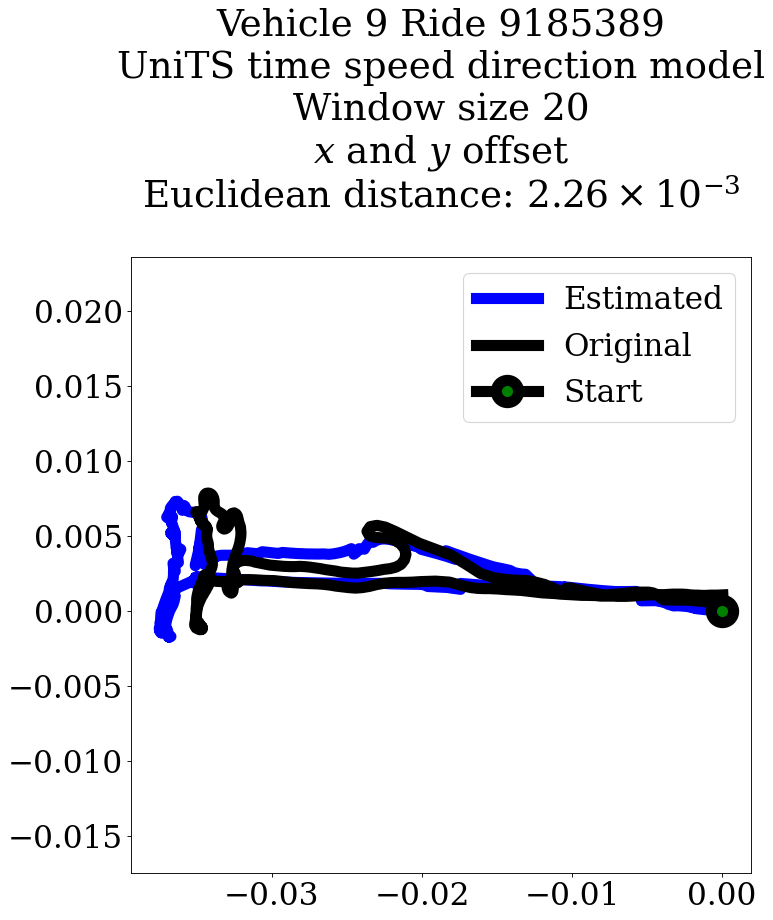 Vehicle 9 Ride 9185389
UniTS time speed direction model
Window size 20
x and y offset
Euclidean distance: 2.26 × 10⁻³
Estimated
Original
Start
0.020
0.015
0.010
0.005
0.000
−0.005
−0.010
−0.015
−0.03 −0.02 −0.01 0.00